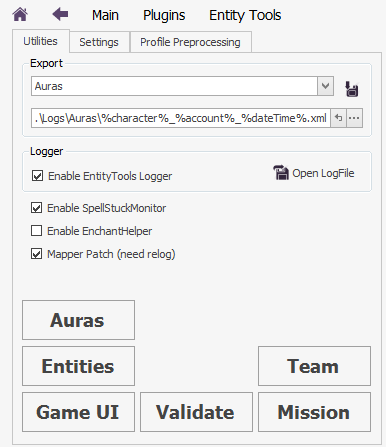 Main Plugins Entity Tools
Utilities Settings Profile Preprocessing
Export
Auras
.\Logs\Auras\%character%_%account%_%dateTime%.xml
Logger
Enable EntityTools Logger
Open LogFile
Enable SpellStuckMonitor
Enable EnchantHelper
Mapper Patch (need relog)
Auras
Entities Team
Game UI Validate Mission